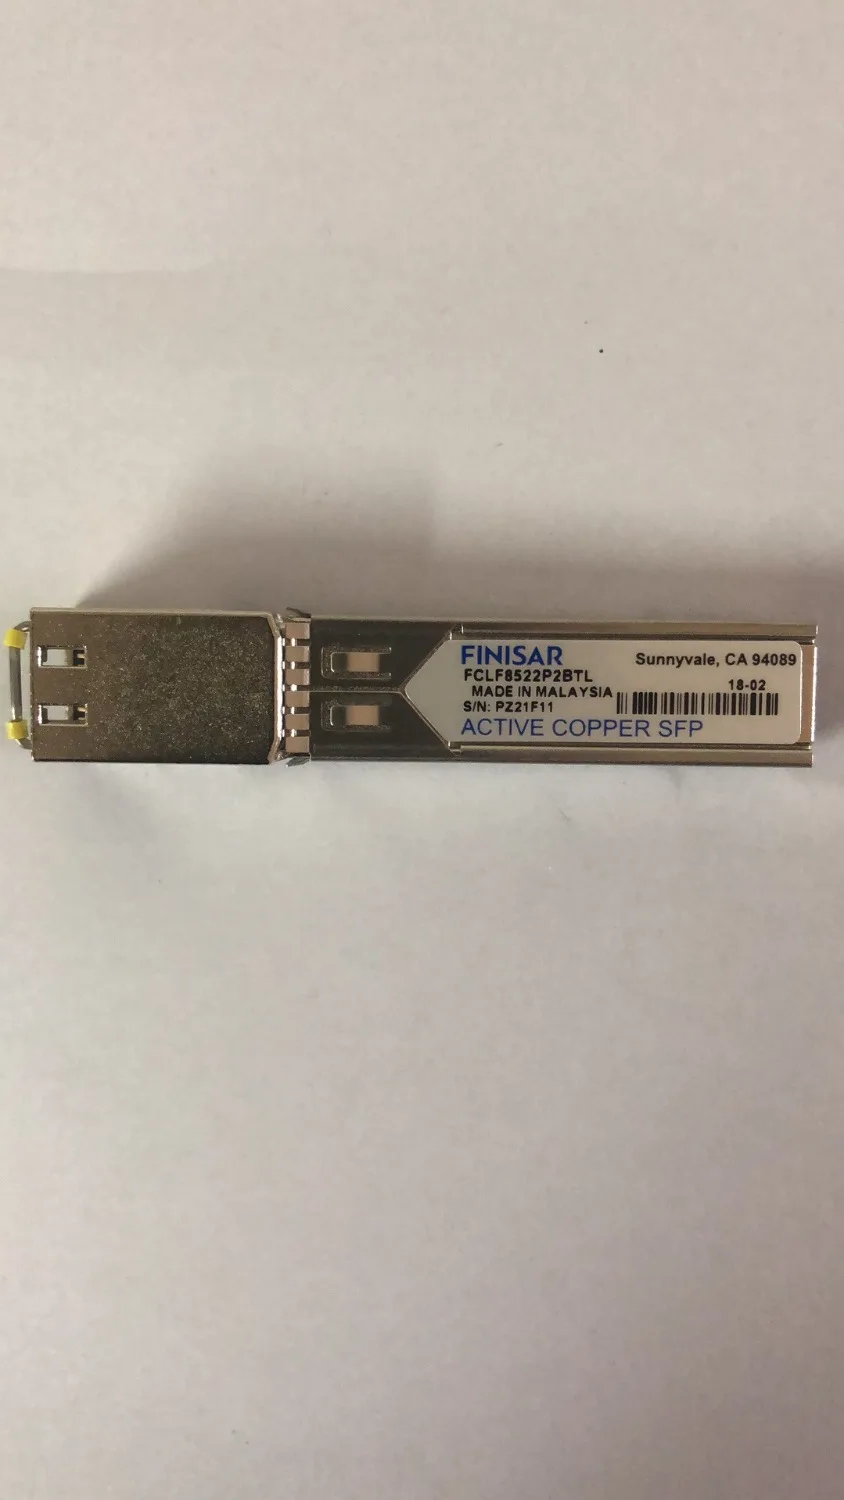 FINISAR
Sunnyvale, CA 94089
FCLF8522P2BTL
18-02
MADE IN MALAYSIA
S/N: PZ21F11
ACTIVE COPPER SFP